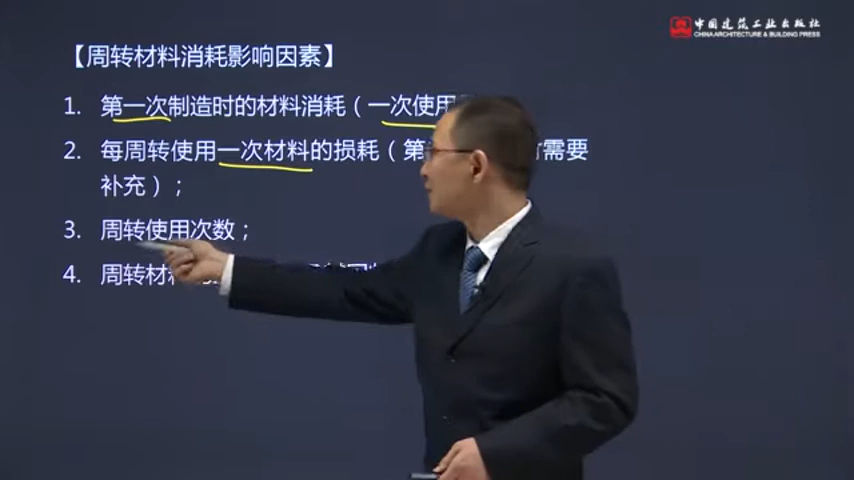 中国建筑工业出版社
CHINA ARCHITECTURE & BUILDING PRESS
【周转材料消耗影响因素】
1. 第一次制造时的材料消耗（一次使用
2. 每周转使用一次材料的损耗（第 需要
补充）；
3. 周转使用次数；
4. 周转材